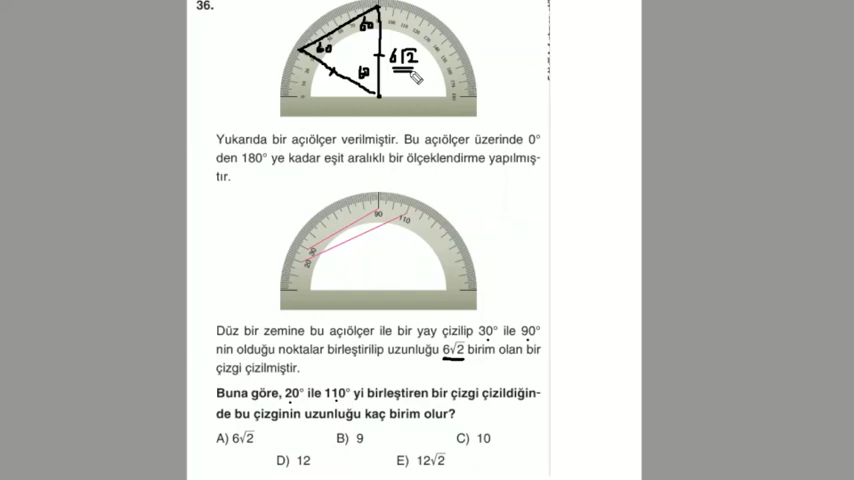 36.
60
60
60
6√2
Yukarıda bir açıölçer verilmiştir. Bu açıölçer üzerinde 0°
den 180° ye kadar eşit aralıklı bir ölçeklendirme yapılmış-
tır.
90
110
30
20
Düz bir zemine bu açıölçer ile bir yay çizilip 30° ile 90°
nin olduğu noktalar birleştirilip uzunluğu 6√2 birim olan bir
çizgi çizilmiştir.
Buna göre, 20° ile 110° yi birleştiren bir çizgi çizildiğin-
de bu çizginin uzunluğu kaç birim olur?
A) 6√2 B) 9 C) 10
D) 12 E) 12√2